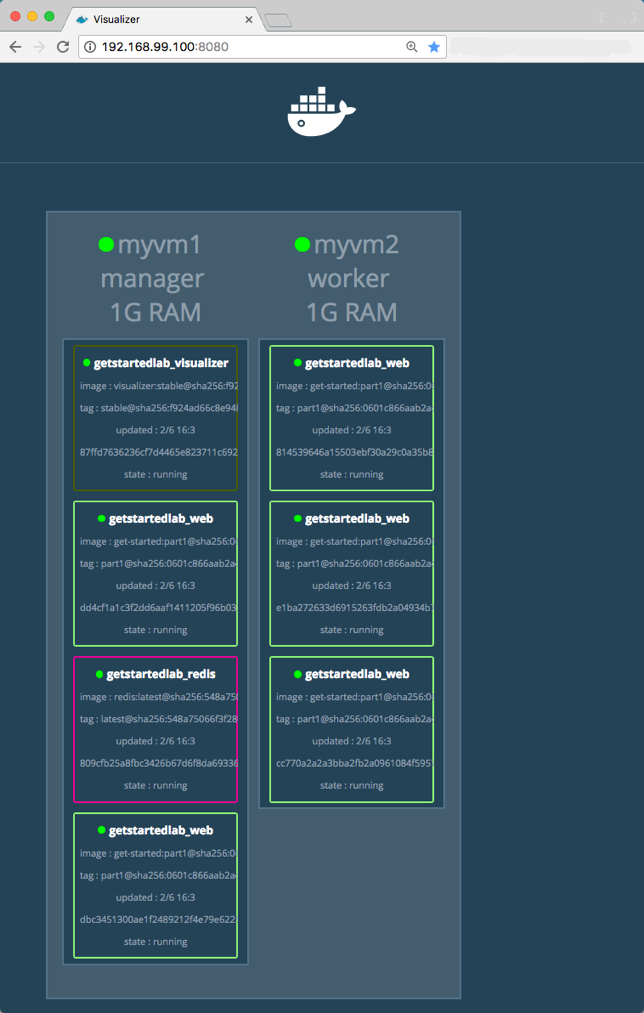 Visualizer
192.168.99.100:8080
myvm1
manager
1G RAM
getstartedlab_visualizer
image : visualizer:stable@sha256:f92
tag : stable@sha256:f924ad66c8e94
updated : 2/6 16:3
87ffd7636236cf7d4465e823711c692
state : running
getstartedlab_web
image : get-started:part1@sha256:0
tag : part1@sha256:0601c866aab2a
updated : 2/6 16:3
dd4cf1a1c3f2dd6aaf1411205f96b03
state : running
getstartedlab_redis
image : redis:latest@sha256:548a750
tag : latest@sha256:548a75066f3f28
updated : 2/6 16:3
809cfb25a8fbc3426b67d6f8da69336
state : running
getstartedlab_web
image : get-started:part1@sha256:0
tag : part1@sha256:0601c866aab2a
updated : 2/6 16:3
dbc3451300ae1f2489212f4e79e622
state : running
myvm2
worker
1G RAM
getstartedlab_web
image : get-started:part1@sha256:0
tag : part1@sha256:0601c866aab2a
updated : 2/6 16:3
814539646a15503ebf30a29c0a35b8
state : running
getstartedlab_web
image : get-started:part1@sha256:0
tag : part1@sha256:0601c866aab2a
updated : 2/6 16:3
e1ba272633d6915263fdb2a04934b
state : running
getstartedlab_web
image : get-started:part1@sha256:0
tag : part1@sha256:0601c866aab2a
updated : 2/6 16:3
cc770a2a2a3bba2fb2a0961084f595
state : running